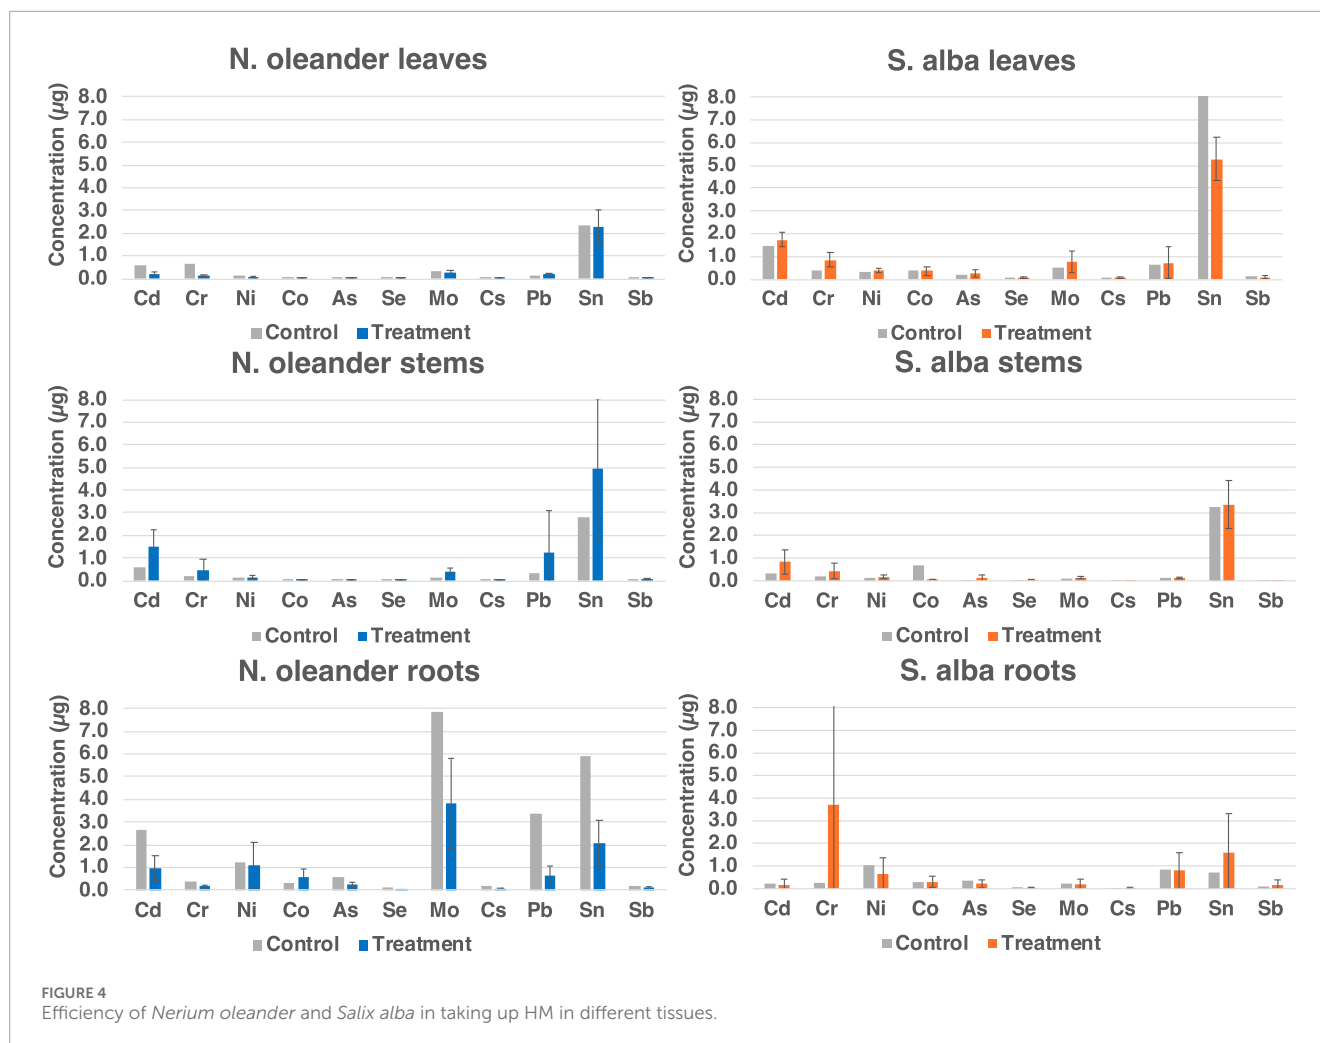 N. oleander leaves
Concentration (µg)
8.0
7.0
6.0
5.0
4.0
3.0
2.0
1.0
0.0
Cd Cr Ni Co As Se Mo Cs Pb Sn Sb
Control Treatment
S. alba leaves
Concentration (µg)
8.0
7.0
6.0
5.0
4.0
3.0
2.0
1.0
0.0
Cd Cr Ni Co As Se Mo Cs Pb Sn Sb
Control Treatment
N. oleander stems
Concentration (µg)
8.0
7.0
6.0
5.0
4.0
3.0
2.0
1.0
0.0
Cd Cr Ni Co As Se Mo Cs Pb Sn Sb
Control Treatment
S. alba stems
Concentration (µg)
8.0
7.0
6.0
5.0
4.0
3.0
2.0
1.0
0.0
Cd Cr Ni Co As Se Mo Cs Pb Sn Sb
Control Treatment
N. oleander roots
Concentration (µg)
8.0
7.0
6.0
5.0
4.0
3.0
2.0
1.0
0.0
Cd Cr Ni Co As Se Mo Cs Pb Sn Sb
Control Treatment
S. alba roots
Concentration (µg)
8.0
7.0
6.0
5.0
4.0
3.0
2.0
1.0
0.0
Cd Cr Ni Co As Se Mo Cs Pb Sn Sb
Control Treatment
FIGURE 4
Efficiency of Nerium oleander and Salix alba in taking up HM in different tissues.